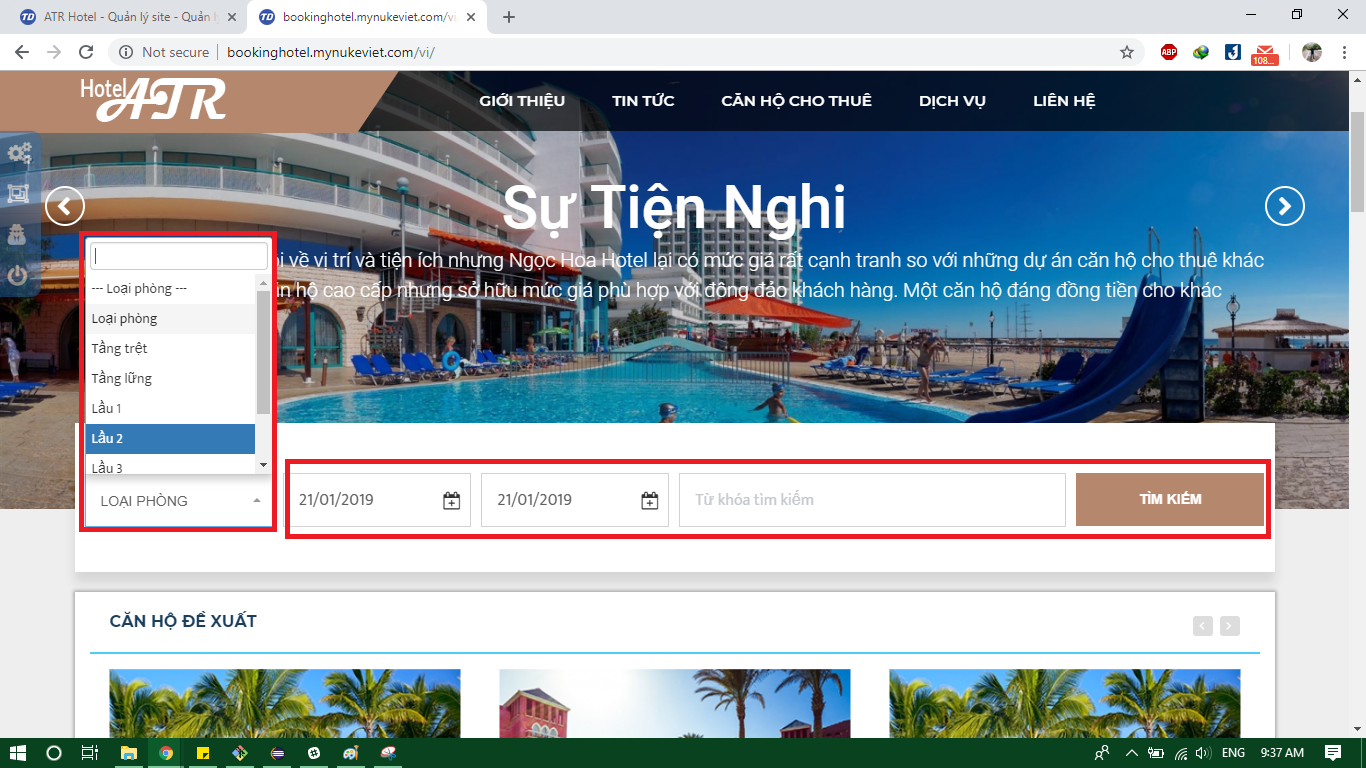 ATR Hotel - Quản lý site - Quản l
bookinghotel.mynukeviet.com/vi
Not secure
bookinghotel.mynukeviet.com/vi/
ABP
108...
Hotel
ATR
GIỚI THIỆU
TIN TỨC
CĂN HỘ CHO THUÊ
DỊCH VỤ
LIÊN HỆ
Sự Tiện Nghi
về vị trí và tiện ích nhưng Ngọc Hoa Hotel lại có mức giá rất cạnh tranh so với những dự án căn hộ cho thuê khác
hộ cao cấp nhưng sở hữu mức giá phù hợp với đông đảo khách hàng. Một căn hộ đáng đồng tiền cho khác
--- Loại phòng ---
Loại phòng
Tầng trệt
Tầng lững
Lầu 1
Lầu 2
Lầu 3
LOẠI PHÒNG
21/01/2019
21/01/2019
Từ khóa tìm kiếm
TÌM KIẾM
CĂN HỘ ĐỀ XUẤT
ENG
9:37 AM